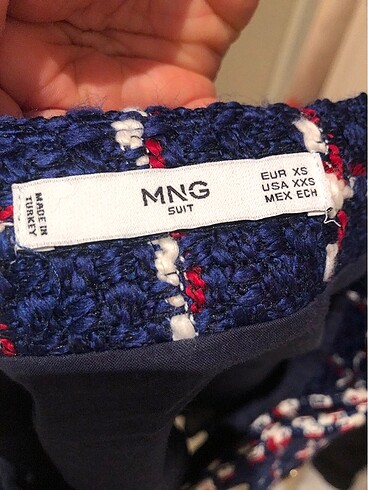 MADE IN
TURKEY
MNG
SUIT
EUR XS
USA XXS
MEX ECH